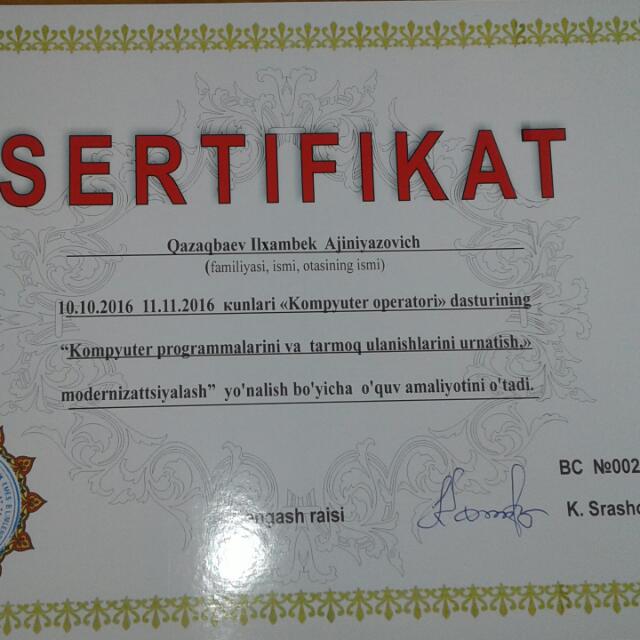 SERTIFIKAT
Qazaqbaev Ilxambek Ajiniyazovich
(familiyasi, ismi, otasining ismi)
10.10.2016 11.11.2016 кunlari «Kompyuter operatori» dasturining
“Kompyuter programmalarini va tarmoq ulanishlarini urnatish,»
modernizattsiyalash” yo'nalish bo'yicha o'quv amaliyotini o'tadi.
BC №002
raisi
K. Srasho